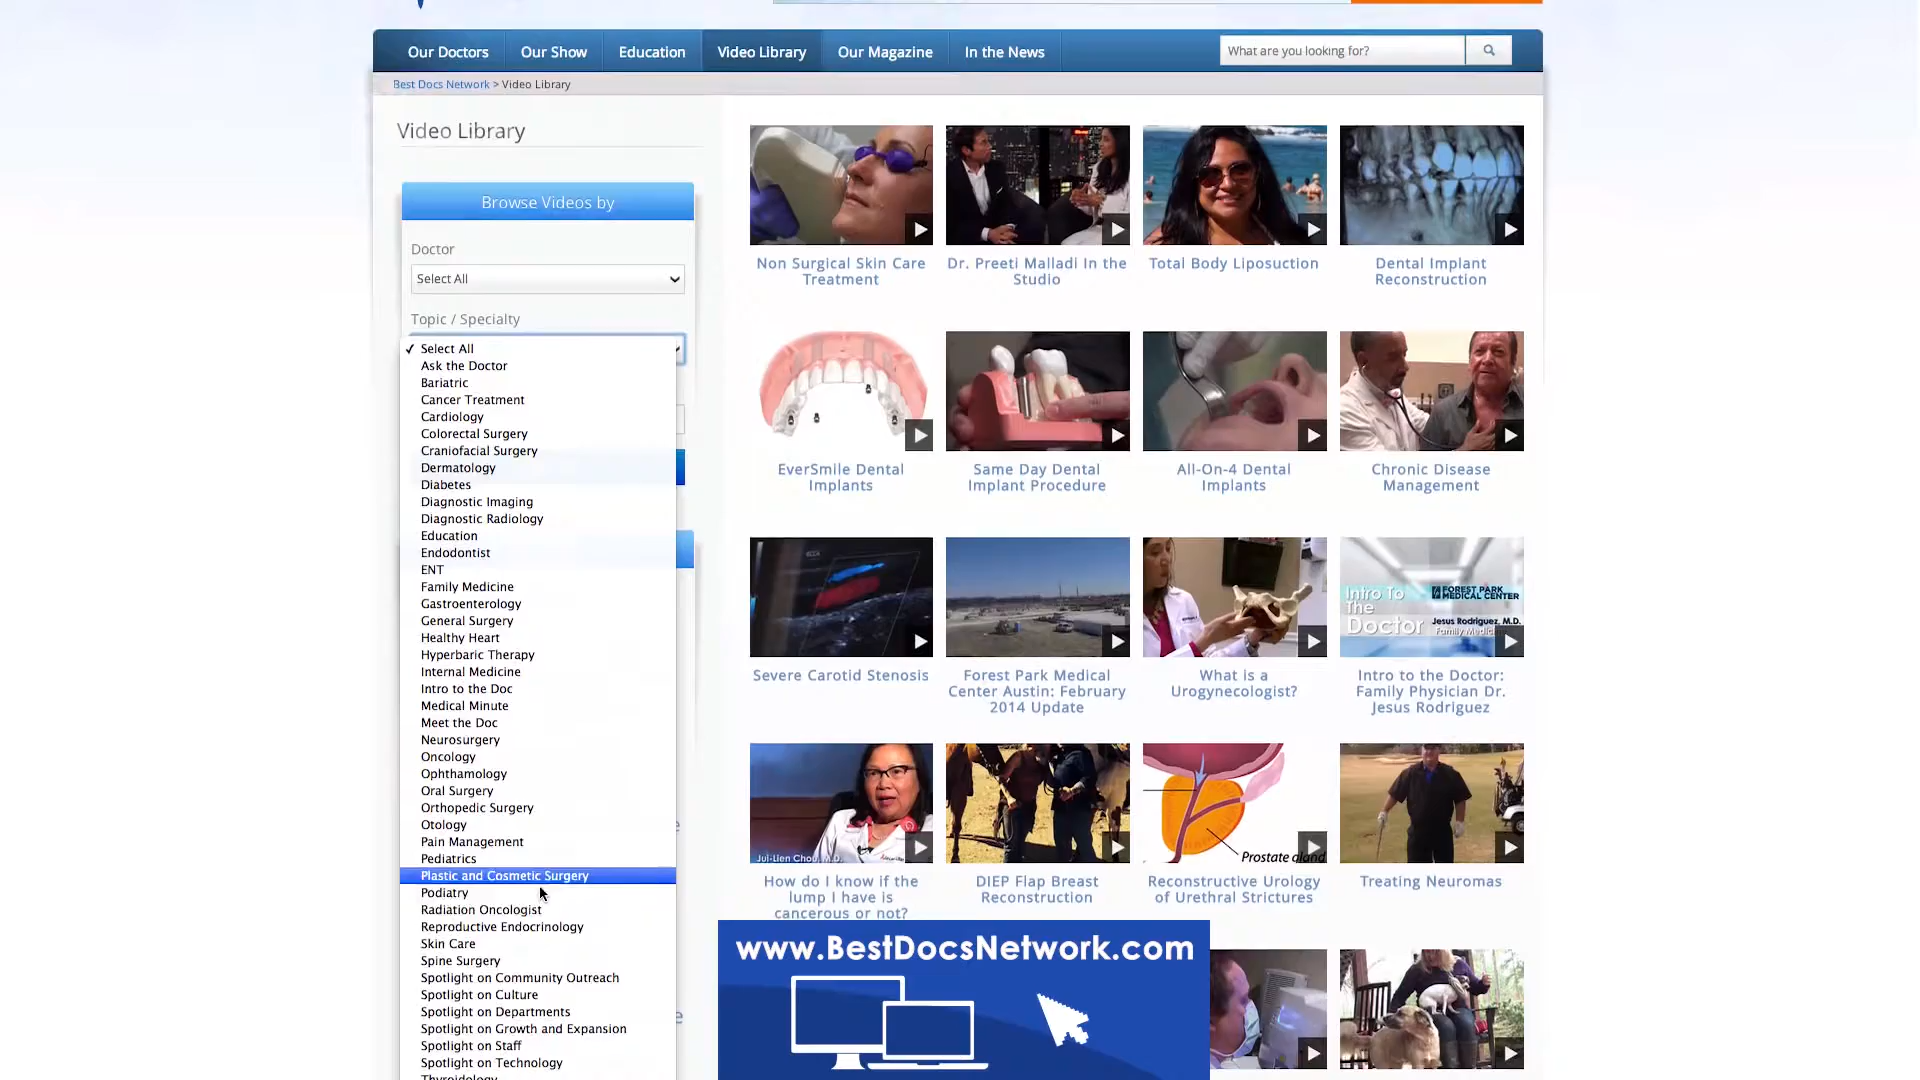 Our Doctors
Our Show
Education
Video Library
Our Magazine
In the News
What are you looking for?
Best Docs Network > Video Library
Video Library
Browse Videos by
Doctor
Select All
Topic / Specialty
✓ Select All
Ask the Doctor
Bariatric
Cancer Treatment
Cardiology
Colorectal Surgery
Craniofacial Surgery
Dermatology
Diabetes
Diagnostic Imaging
Diagnostic Radiology
Education
Endodontist
ENT
Family Medicine
Gastroenterology
General Surgery
Healthy Heart
Hyperbaric Therapy
Internal Medicine
Intro to the Doc
Medical Minute
Meet the Doc
Neurosurgery
Oncology
Ophthamology
Oral Surgery
Orthopedic Surgery
Otology
Pain Management
Pediatrics
Plastic and Cosmetic Surgery
Podiatry
Radiation Oncologist
Reproductive Endocrinology
Skin Care
Spine Surgery
Spotlight on Community Outreach
Spotlight on Culture
Spotlight on Departments
Spotlight on Growth and Expansion
Spotlight on Staff
Spotlight on Technology
Thyroidology
Non Surgical Skin Care
Treatment
Dr. Preeti Malladi In the
Studio
Total Body Liposuction
Dental Implant
Reconstruction
EverSmile Dental
Implants
Same Day Dental
Implant Procedure
All-On-4 Dental
Implants
Chronic Disease
Management
Intro To
The
Doctor
FOREST PARK
MEDICAL CENTER
Jesus Rodriguez, M.D.
Family Medicine
Severe Carotid Stenosis
Forest Park Medical
Center Austin: February
2014 Update
What is a
Urogynecologist?
Intro to the Doctor:
Family Physician Dr.
Jesus Rodriguez
Jui-Lien Chou, M.D.
Prostate gland
How do I know if the
lump I have is
cancerous or not?
DIEP Flap Breast
Reconstruction
Reconstructive Urology
of Urethral Strictures
Treating Neuromas
www.BestDocsNetwork.com